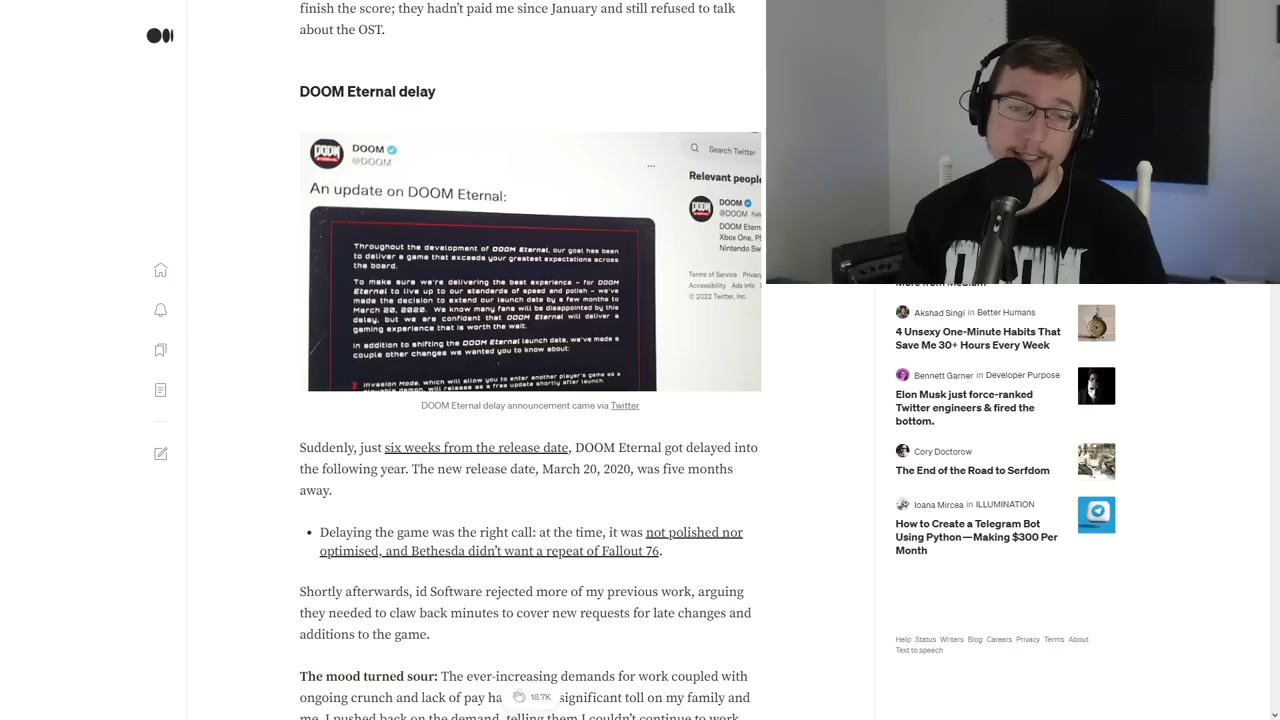 finish the score; they hadn't paid me since January and still refused to talk
about the OST.
DOOM Eternal delay
DOOM
@DOOM
An update on DOOM Eternal:
Throughout the development of DOOM Eternal, our goal has been
to deliver a game that exceeds your greatest expectations across
the board.
To make sure we're delivering the best experience – for DOOM
Eternal to live up to our standards of speed and polish – we've
made the decision to extend our launch date by a few months to
March 20, 2020. We know many fans will be disappointed by this
delay, but we are confident that DOOM Eternal will deliver a
gaming experience that is worth the wait.
In addition to shifting the DOOM Eternal launch date, we've made a
couple other changes we wanted you to know about:
Invasion Mode, which will allow you to enter another player's game as a
playable demon, will release as a free update shortly after launch.
Search Twitter
Relevant people
DOOM
@DOOM
DOOM Etern
Xbox One, P
Nintendo Sw
Terms of Service Privacy
Accessibility Ads info
© 2022 Twitter, Inc.
DOOM Eternal delay announcement came via Twitter
Suddenly, just six weeks from the release date, DOOM Eternal got delayed into
the following year. The new release date, March 20, 2020, was five months
away.
• Delaying the game was the right call: at the time, it was not polished nor
optimised, and Bethesda didn't want a repeat of Fallout 76.
Shortly afterwards, id Software rejected more of my previous work, arguing
they needed to claw back minutes to cover new requests for late changes and
additions to the game.
The mood turned sour: The ever-increasing demands for work coupled with
ongoing crunch and lack of pay ha significant toll on my family and
me. I pushed back on the demand, telling them I couldn't continue to work
18.7K
More from Medium
Akshad Singi in Better Humans
4 Unsexy One-Minute Habits That
Save Me 30+ Hours Every Week
Bennett Garner in Developer Purpose
Elon Musk just force-ranked
Twitter engineers & fired the
bottom.
Cory Doctorow
The End of the Road to Serfdom
Ioana Mircea in ILLUMINATION
How to Create a Telegram Bot
Using Python—Making $300 Per
Month
Help Status Writers Blog Careers Privacy Terms About
Text to speech